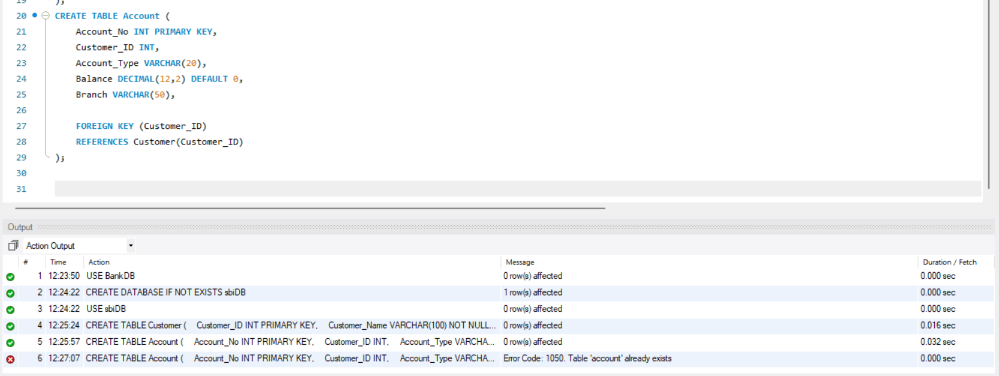 19 );
20 CREATE TABLE Account (
21 Account_No INT PRIMARY KEY,
22 Customer_ID INT,
23 Account_Type VARCHAR(20),
24 Balance DECIMAL(12,2) DEFAULT 0,
25 Branch VARCHAR(50),
26
27 FOREIGN KEY (Customer_ID)
28 REFERENCES Customer(Customer_ID)
29 );
30
31
Output
Action Output
# Time Action Message Duration / Fetch
1 12:23:50 USE BankDB 0 row(s) affected 0.000 sec
2 12:24:22 CREATE DATABASE IF NOT EXISTS sbiDB 1 row(s) affected 0.000 sec
3 12:24:22 USE sbiDB 0 row(s) affected 0.000 sec
4 12:25:24 CREATE TABLE Customer ( Customer_ID INT PRIMARY KEY, Customer_Name VARCHAR(100) NOT NULL... 0 row(s) affected 0.016 sec
5 12:25:57 CREATE TABLE Account ( Account_No INT PRIMARY KEY, Customer_ID INT, Account_Type VARCHA... 0 row(s) affected 0.032 sec
6 12:27:07 CREATE TABLE Account ( Account_No INT PRIMARY KEY, Customer_ID INT, Account_Type VARCHA... Error Code: 1050. Table 'account' already exists 0.000 sec